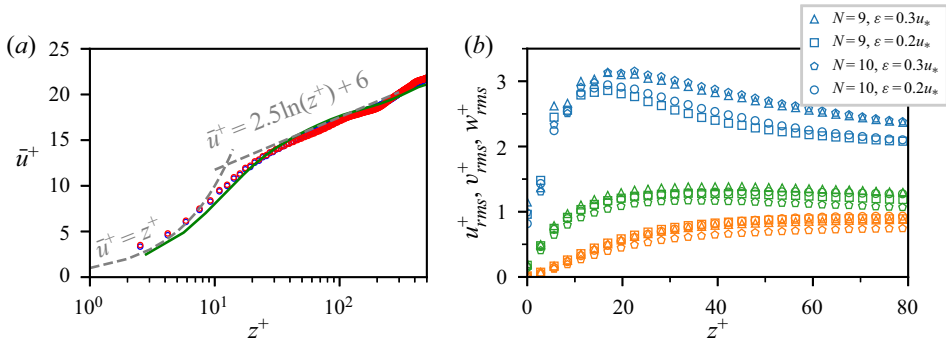 (a)
25
20
15
10
5
0
ū⁺
ū⁺ = z⁺
ū⁺ = 2.5ln(z⁺) + 6
10⁰
10¹
10²
z⁺
(b)
N = 9, ε = 0.3u*
N = 9, ε = 0.2u*
N = 10, ε = 0.3u*
N = 10, ε = 0.2u*
3
2
1
0
u⁺rms, v⁺rms, w⁺rms
0
20
40
60
80
z⁺